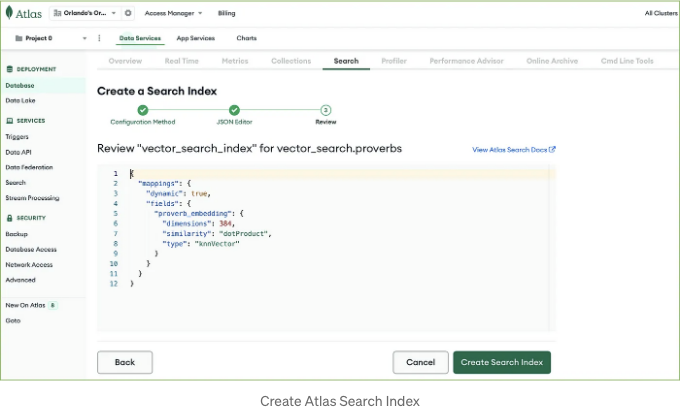 Atlas
Orlando's Or...
Access Manager
Billing
All Clusters
Project 0
Data Services
App Services
Charts
DEPLOYMENT
Database
Data Lake
SERVICES
Triggers
Data API
Data Federation
Search
Stream Processing
SECURITY
Backup
Database Access
Network Access
Advanced
New On Atlas 8
Goto
Overview
Real Time
Metrics
Collections
Search
Profiler
Performance Advisor
Online Archive
Cmd Line Tools
Create a Search Index
Configuration Method
JSON Editor
3
Review
Review "vector_search_index" for vector_search.proverbs
View Atlas Search Docs
1 {
2 "mappings": {
3 "dynamic": true,
4 "fields": {
5 "proverb_embedding": {
6 "dimensions": 384,
7 "similarity": "dotProduct",
8 "type": "knnVector"
9 }
10 }
11 }
12 }
Back
Cancel
Create Search Index
Create Atlas Search Index